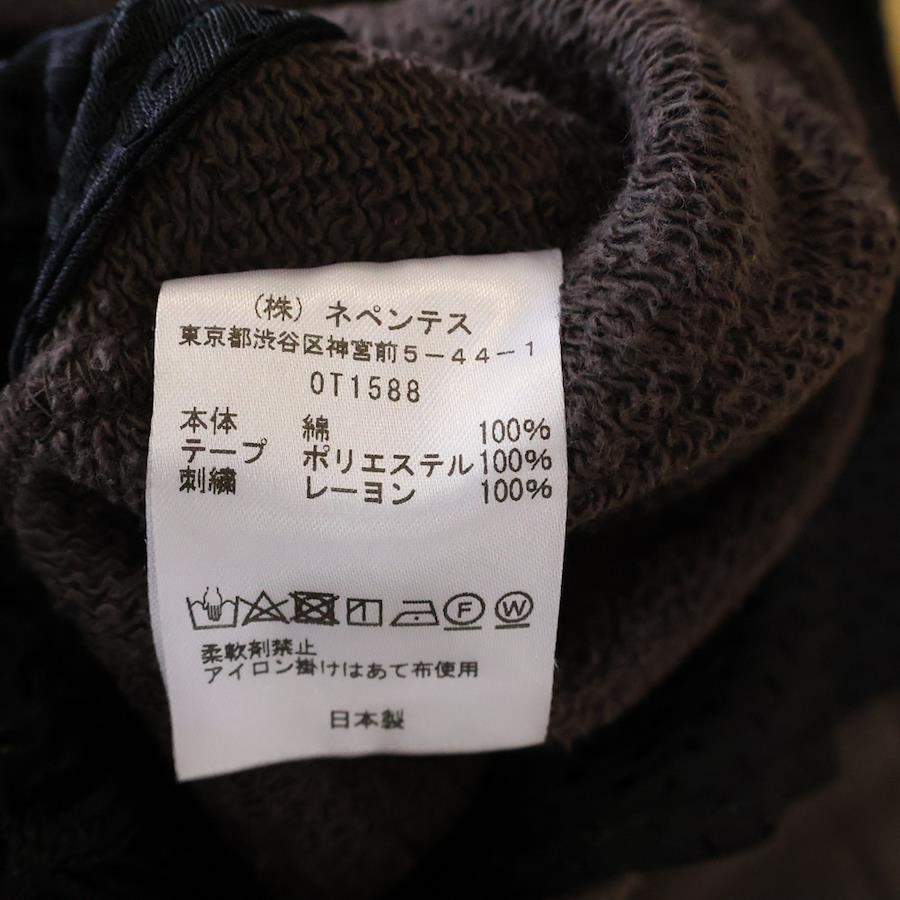 (株) ネペンテス
東京都渋谷区神宮前5-44-1
OT1588
本体 綿 100%
テープ ポリエステル 100%
刺繍 レーヨン 100%
F W
柔軟剤禁止
アイロン掛けはあて布使用
日本製